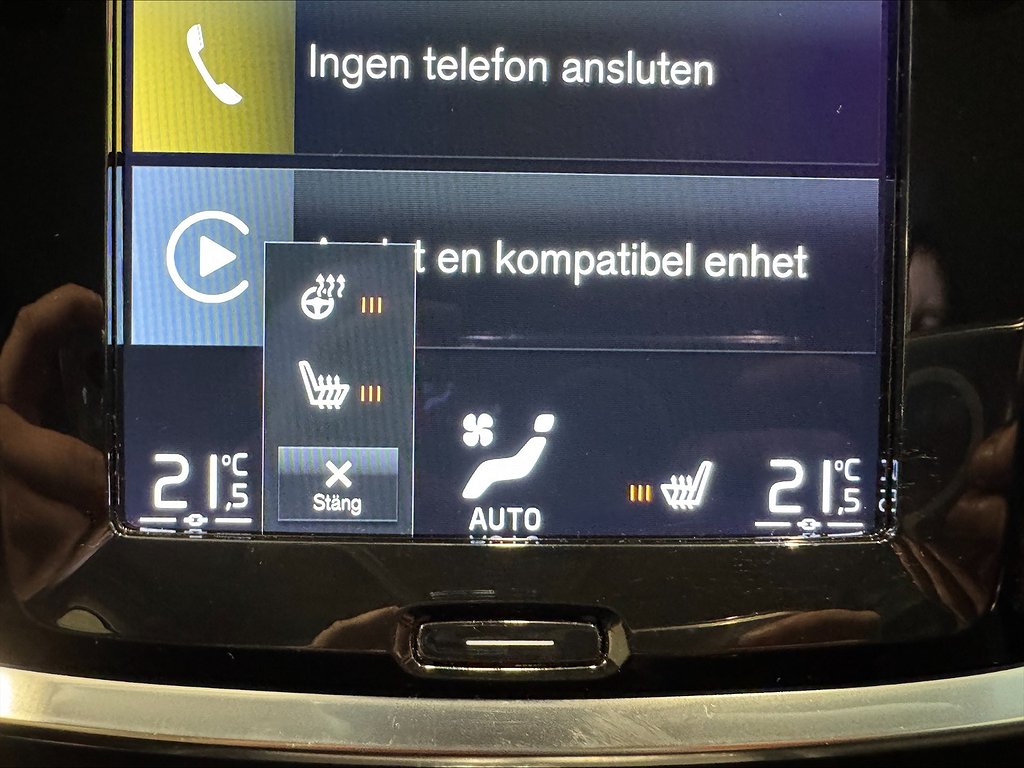 Ingen telefon ansluten
en kompatibel enhet
21,5 °C
Stäng
AUTO
21,5 °C